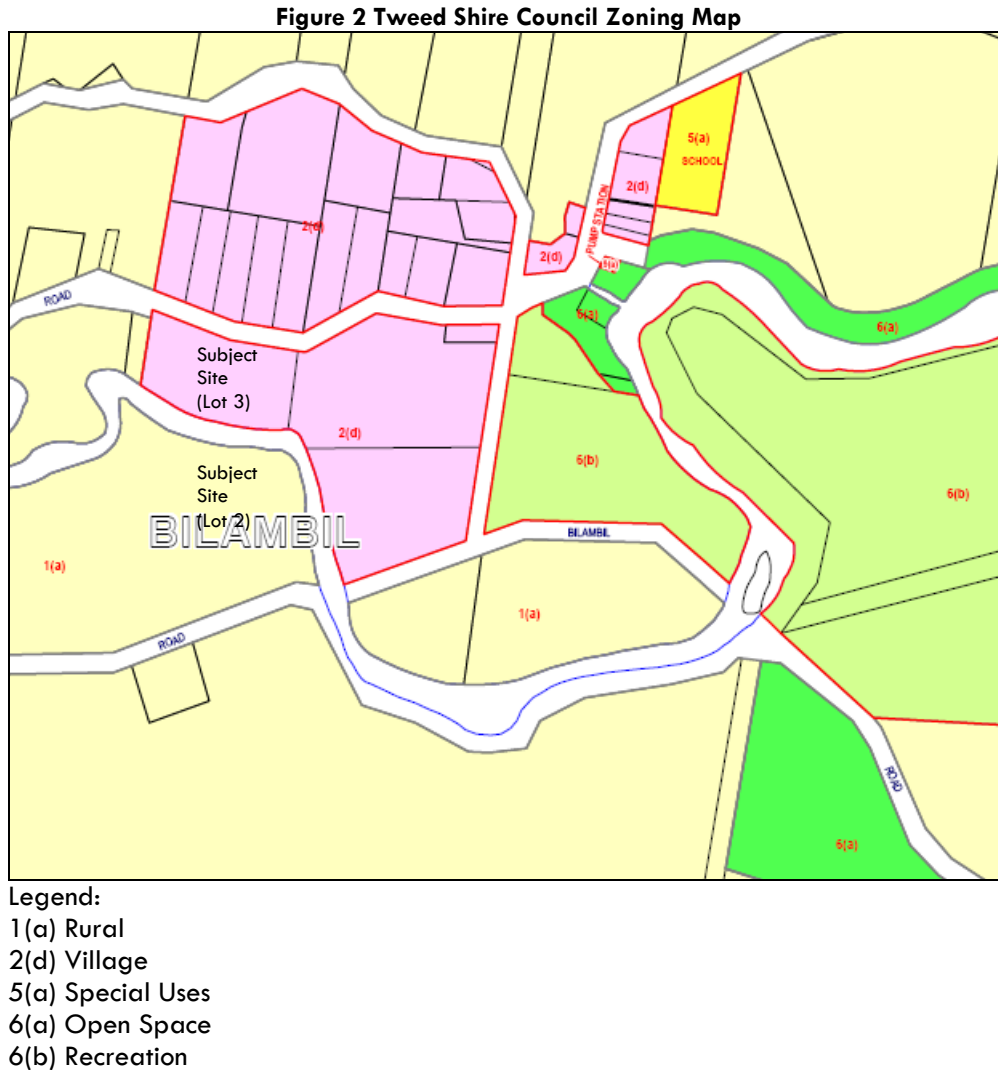 Figure 2 Tweed Shire Council Zoning Map
5(a)
SCHOOL
2(d)
PUMP STATION
2(d)
2(d)
5(a)
6(a)
6(a)
ROAD
Subject
Site
(Lot 3)
2(d)
6(b)
6(b)
Subject
Site
(Lot 2)
BILAMBIL
BILAMBIL
1(a)
1(a)
ROAD
ROAD
6(a)
Legend:
1(a) Rural
2(d) Village
5(a) Special Uses
6(a) Open Space
6(b) Recreation